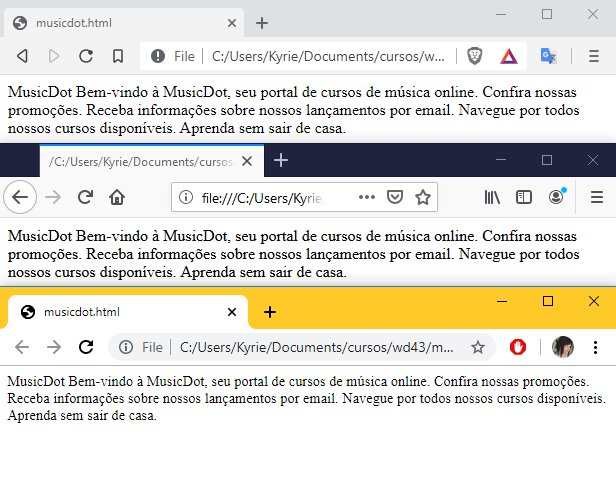 musicdot.html
File C:/Users/Kyrie/Documents/cursos/w...
MusicDot Bem-vindo à MusicDot, seu portal de cursos de música online. Confira nossas
promoções. Receba informações sobre nossos lançamentos por email. Navegue por todos
nossos cursos disponíveis. Aprenda sem sair de casa.
/C:/Users/Kyrie/Documents/cursos/
file:///C:/Users/Kyrie
MusicDot Bem-vindo à MusicDot, seu portal de cursos de música online. Confira nossas
promoções. Receba informações sobre nossos lançamentos por email. Navegue por todos
nossos cursos disponíveis. Aprenda sem sair de casa.
musicdot.html
File C:/Users/Kyrie/Documents/cursos/wd43/m...
MusicDot Bem-vindo à MusicDot, seu portal de cursos de música online. Confira nossas promoções.
Receba informações sobre nossos lançamentos por email. Navegue por todos nossos cursos disponíveis.
Aprenda sem sair de casa.